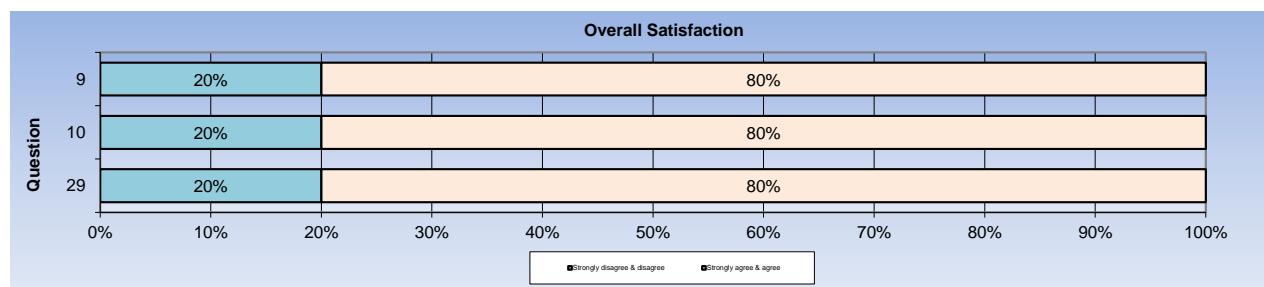 Overall Satisfaction
Question
9
20%
80%
10
20%
80%
29
20%
80%
0% 10% 20% 30% 40% 50% 60% 70% 80% 90% 100%
Strongly disagree & disagree Strongly agree & agree